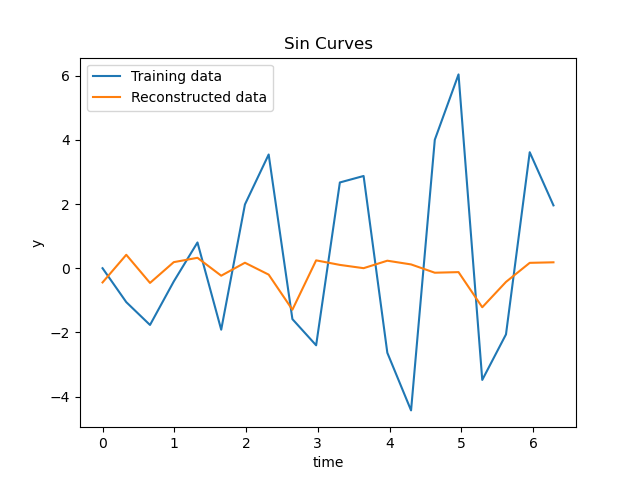 Sin Curves
Training data
Reconstructed data
6
4
2
0
−2
−4
y
0 1 2 3 4 5 6
time